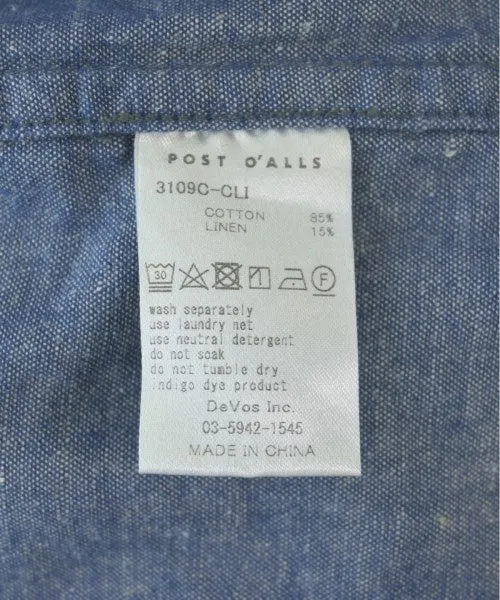 POST O'ALLS
3109C-CLI
COTTON 85%
LINEN 15%
30 F
wash separately
use laundry net
use neutral detergent
do not soak
do not tumble dry
indigo dye product
DeVos Inc.
03-5942-1545
MADE IN CHINA